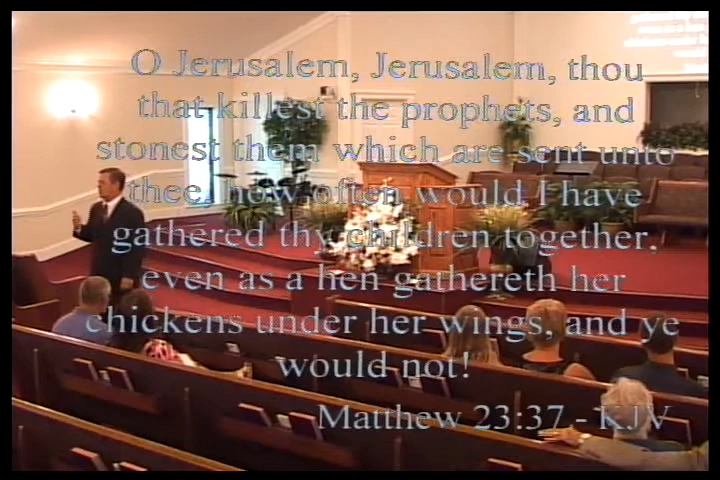 O Jerusalem, Jerusalem, thou
that killest the prophets, and
stonest them which are sent unto
thee, how often would I have
gathered thy children together,
even as a hen gathereth her
chickens under her wings, and ye
would not!
Matthew 23:37 - KJV